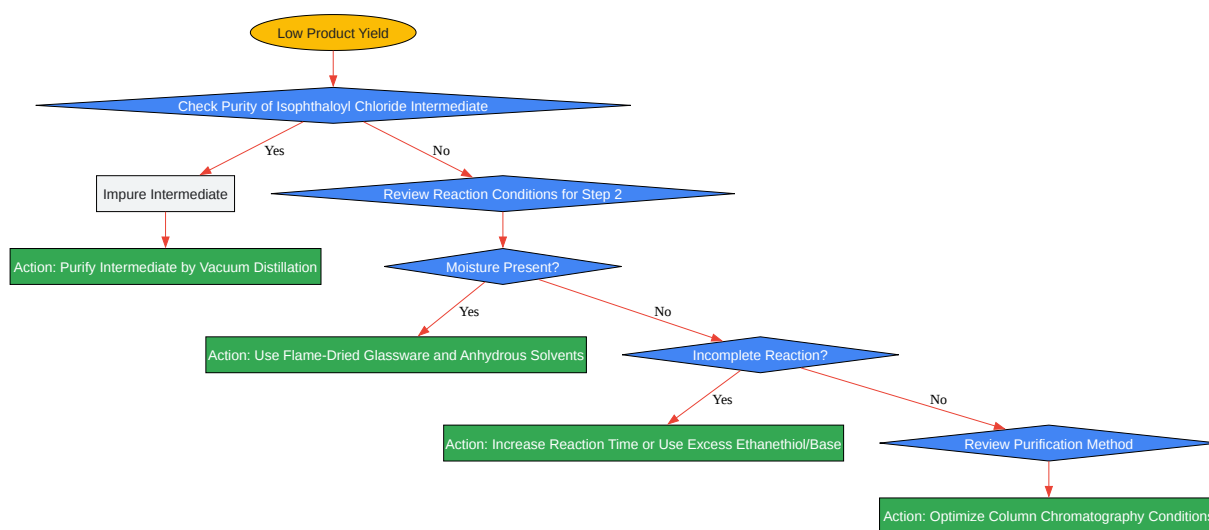 Low Product Yield
Check Purity of Isophthaloyl Chloride Intermediate
Yes
No
Impure Intermediate
Review Reaction Conditions for Step 2
Action: Purify Intermediate by Vacuum Distillation
Moisture Present?
Yes
No
Action: Use Flame-Dried Glassware and Anhydrous Solvents
Incomplete Reaction?
Yes
No
Action: Increase Reaction Time or Use Excess Ethanethiol/Base
Review Purification Method
Action: Optimize Column Chromatography Conditions